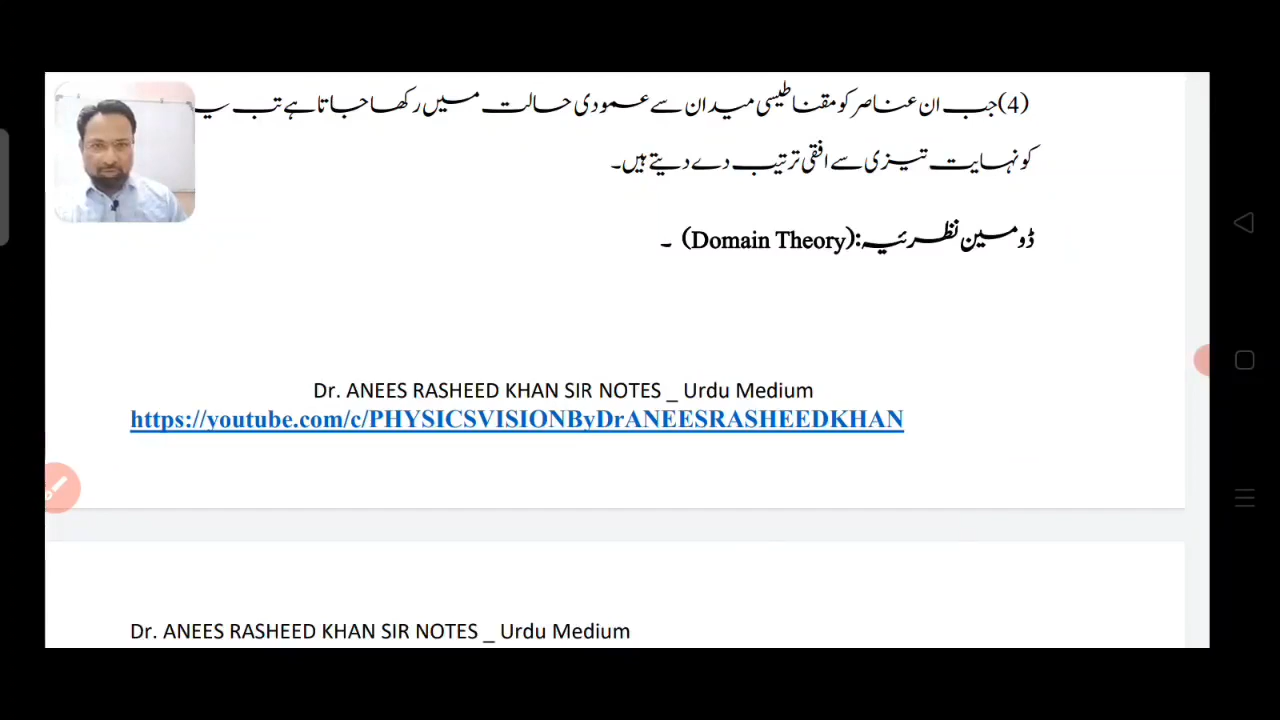 (4)جب ان عناصر کو مقناطیسی میدان سے عمودی حالت میں رکھا جاتا ہے تب یہ
کو نہایت تیزی سے افقی ترتیب دے دیتے ہیں۔
ڈومین نظرئیہ:(Domain Theory) ۔
Dr. ANEES RASHEED KHAN SIR NOTES _ Urdu Medium
https://youtube.com/c/PHYSICSVISIONByDrANEESRASHEEDKHAN
Dr. ANEES RASHEED KHAN SIR NOTES _ Urdu Medium